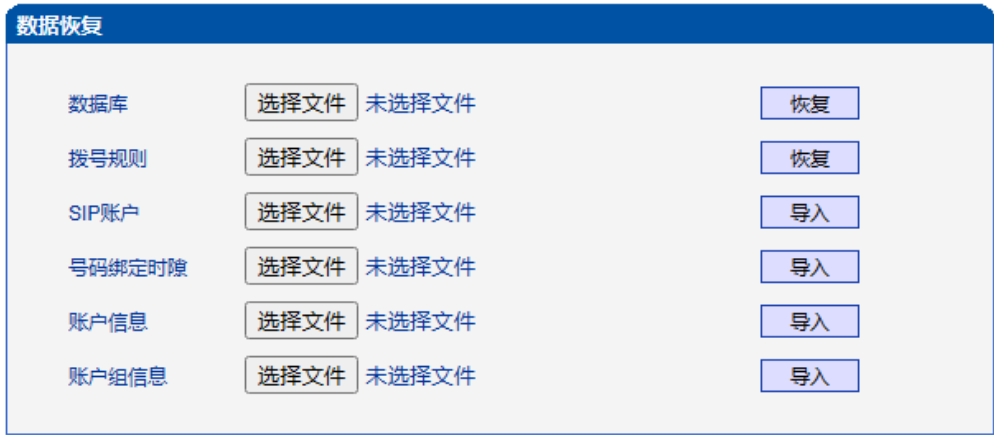 数据恢复
数据库 选择文件 未选择文件 恢复
拨号规则 选择文件 未选择文件 恢复
SIP账户 选择文件 未选择文件 导入
号码绑定时隙 选择文件 未选择文件 导入
账户信息 选择文件 未选择文件 导入
账户组信息 选择文件 未选择文件 导入